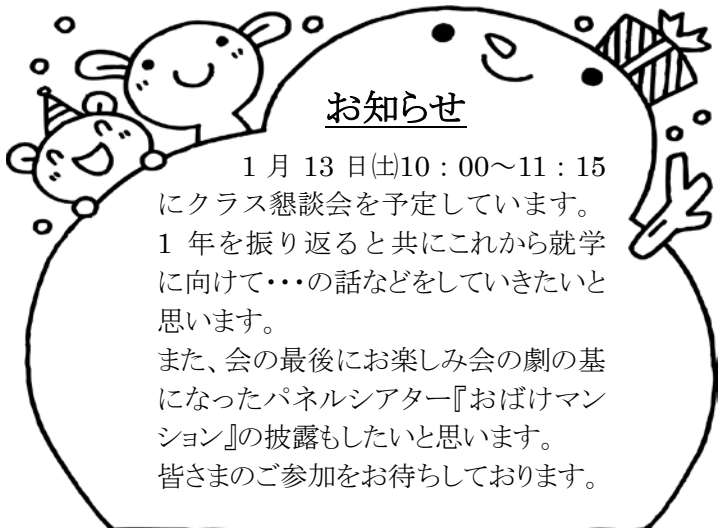 お知らせ
1月13日㈯10：00～11：15
にクラス懇談会を予定しています。
1年を振り返ると共にこれから就学
に向けて・・・の話などをしていきたいと
思います。
また、会の最後にお楽しみ会の劇の基
になったパネルシアター『おばけマン
ション』の披露もしたいと思います。
皆さまのご参加をお待ちしております。